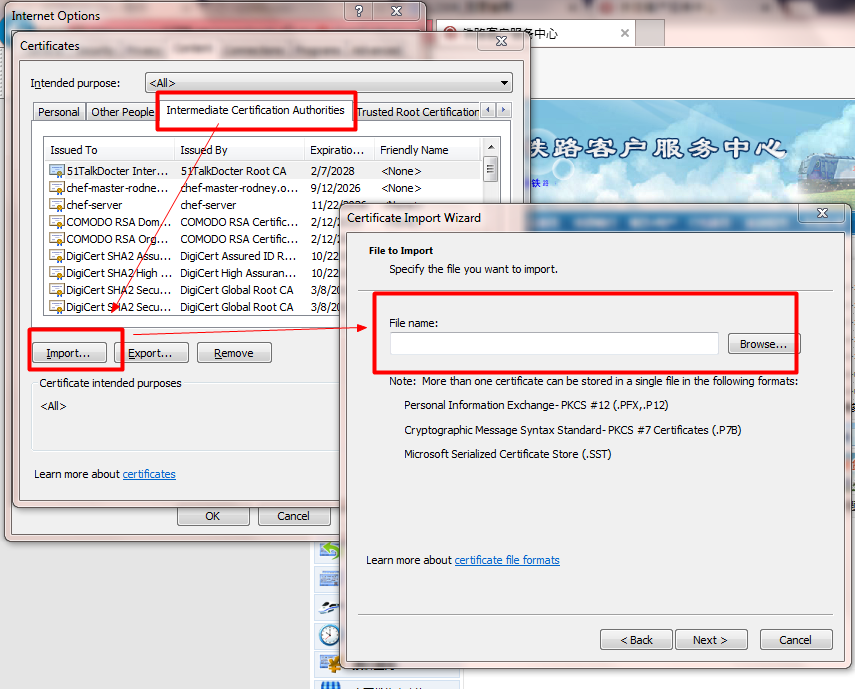 Internet Options
Certificates
Intended purpose: <All>
Personal Other People Intermediate Certification Authorities Trusted Root Certification
Issued To Issued By Expiratio... Friendly Name
51TalkDocter Inter... 51TalkDocter Root CA 2/7/2028 <None>
chef-master-rodne... chef-master-rodney.o... 9/12/2026 <None>
chef-server chef-server 11/22/
COMODO RSA Dom... COMODO RSA Certific... 2/12/
COMODO RSA Org... COMODO RSA Certific... 2/12/
DigiCert SHA2 Assu... DigiCert Assured ID R... 10/22
DigiCert SHA2 High ... DigiCert High Assuran... 10/22
DigiCert SHA2 Secu... DigiCert Global Root CA 3/8/20
DigiCert SHA2 Secu... DigiCert Global Root CA 3/8/20
Import... Export... Remove
Certificate intended purposes
<All>
Learn more about certificates
OK Cancel
铁路客户服务中心
铁路客户服务中心
铁路
Certificate Import Wizard
File to Import
Specify the file you want to import.
File name:
Browse...
Note: More than one certificate can be stored in a single file in the following formats:
Personal Information Exchange- PKCS #12 (.PFX,.P12)
Cryptographic Message Syntax Standard- PKCS #7 Certificates (.P7B)
Microsoft Serialized Certificate Store (.SST)
Learn more about certificate file formats
< Back Next > Cancel